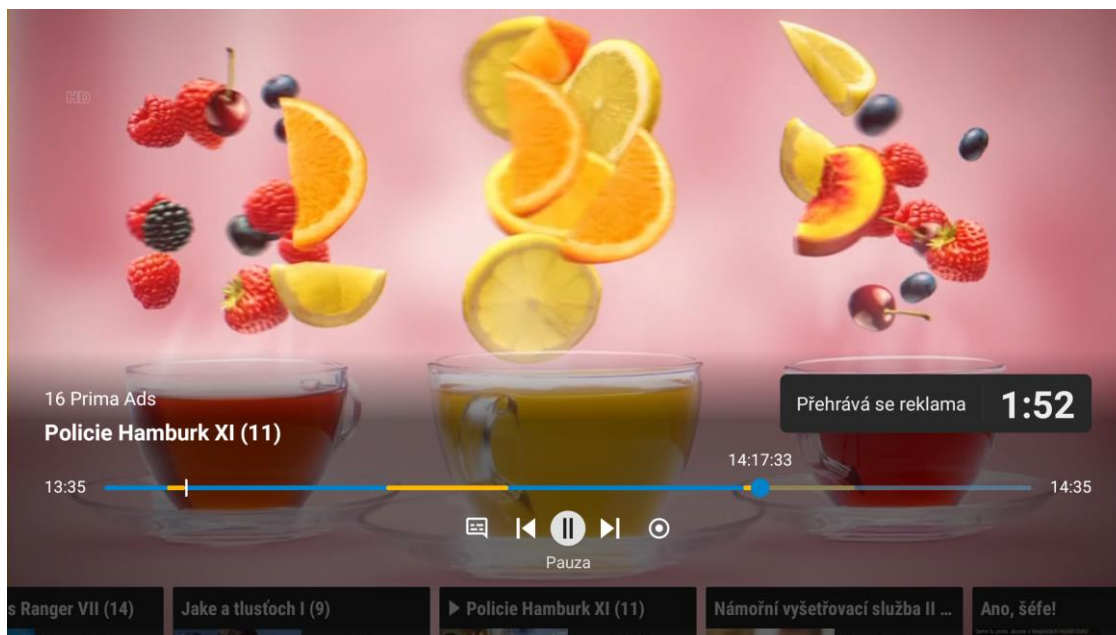 HD
16 Prima Ads
Policie Hamburk XI (11)
Přehrává se reklama 1:52
14:17:33
13:35
14:35
Pauza
s Ranger VII (14)
Jake a tlusťoch I (9)
Policie Hamburk XI (11)
Námořní vyšetřovací služba II ...
Ano, šéfe!